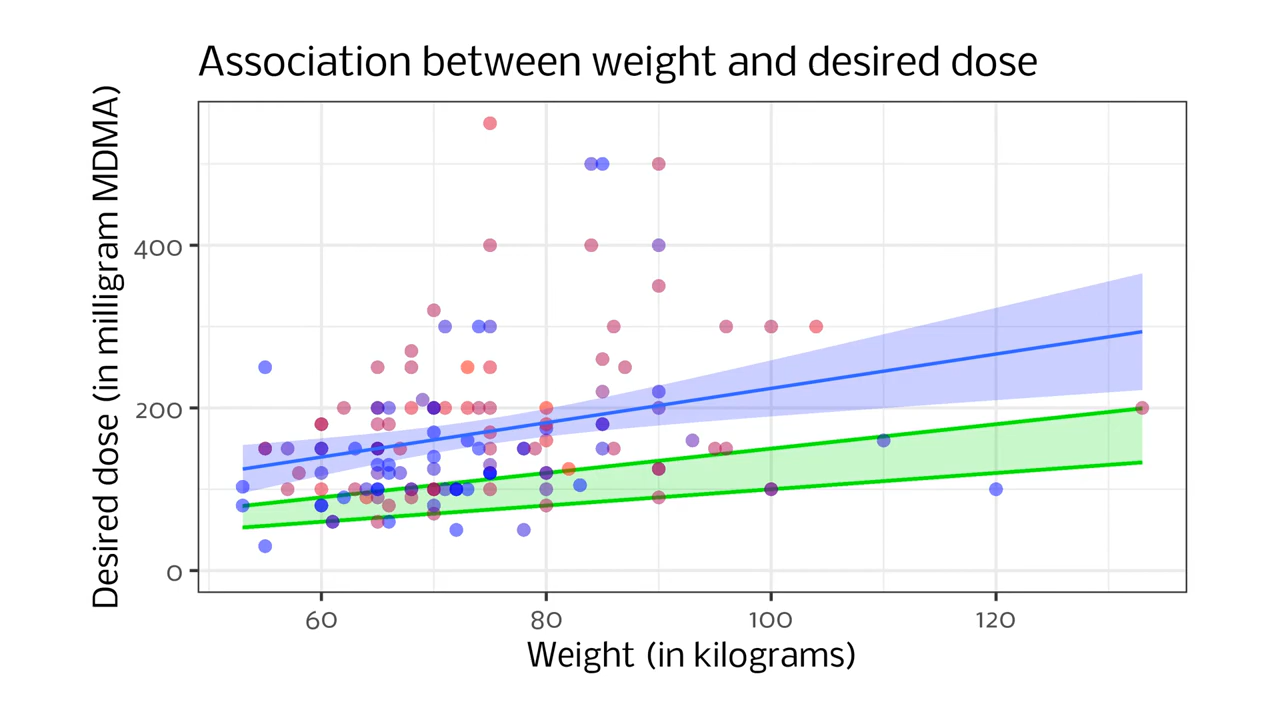 Association between weight and desired dose
Desired dose (in milligram MDMA)
400
200
0
60 80 100 120
Weight (in kilograms)